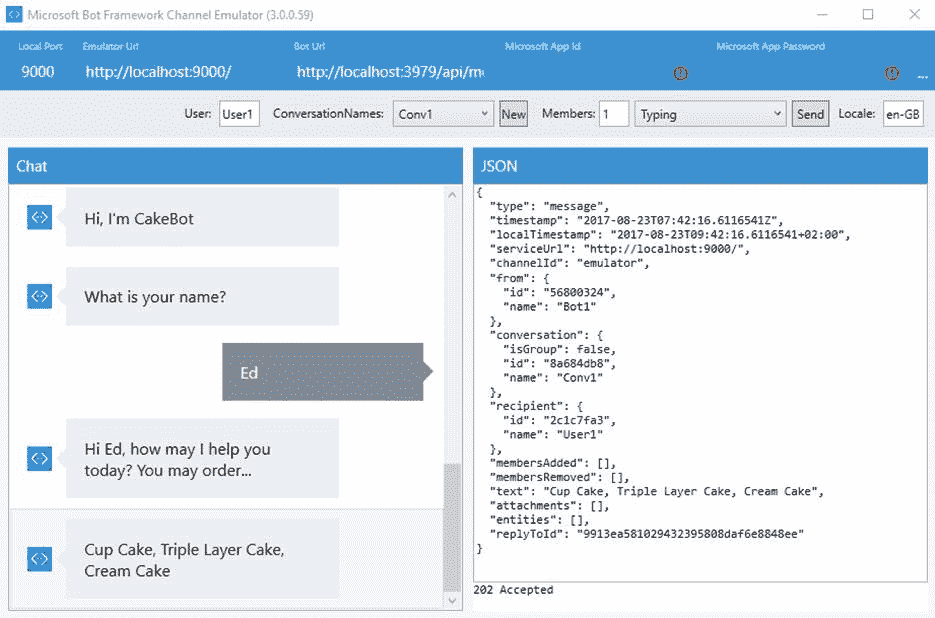 Microsoft Bot Framework Channel Emulator (3.0.0.59)
Local Port Emulator Url Bot Url Microsoft App Id Microsoft App Password
9000 http://localhost:9000/ http://localhost:3979/api/m
...
User: User1 ConversationNames: Conv1 New Members: 1 Typing Send Locale: en-GB
Chat
Hi, I'm CakeBot
What is your name?
Ed
Hi Ed, how may I help you
today? You may order...
Cup Cake, Triple Layer Cake,
Cream Cake
JSON
{
"type": "message",
"timestamp": "2017-08-23T07:42:16.6116541Z",
"localTimestamp": "2017-08-23T09:42:16.6116541+02:00",
"serviceUrl": "http://localhost:9000/",
"channelId": "emulator",
"from": {
"id": "56800324",
"name": "Bot1"
},
"conversation": {
"isGroup": false,
"id": "8a684db8",
"name": "Conv1"
},
"recipient": {
"id": "2c1c7fa3",
"name": "User1"
},
"membersAdded": [],
"membersRemoved": [],
"text": "Cup Cake, Triple Layer Cake, Cream Cake",
"attachments": [],
"entities": [],
"replyToId": "9913ea581029432395808daf6e8848ee"
}
202 Accepted